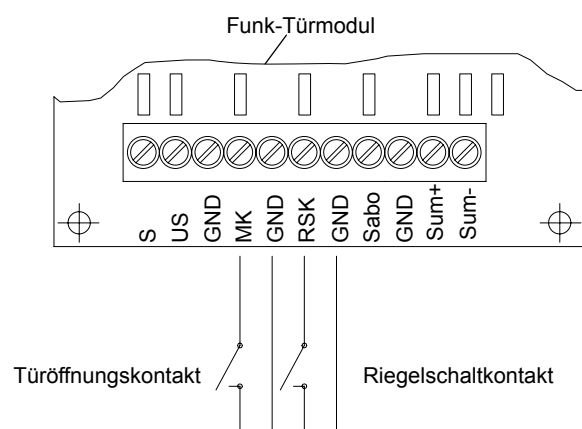 Funk-Türmodul
S
US
GND
MK
GND
RSK
GND
Sabo
GND
Sum+
Sum-
Türöffnungskontakt
Riegelschaltkontakt